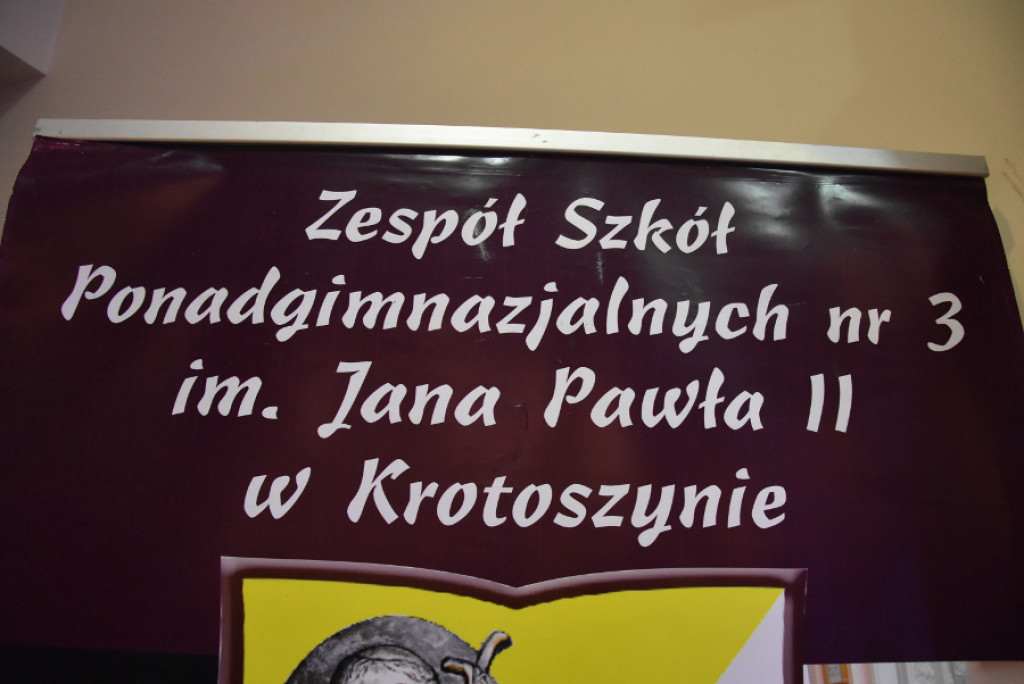 Zespół Szkół
Ponadgimnazjalnych nr 3
im. Jana Pawła II
w Krotoszynie